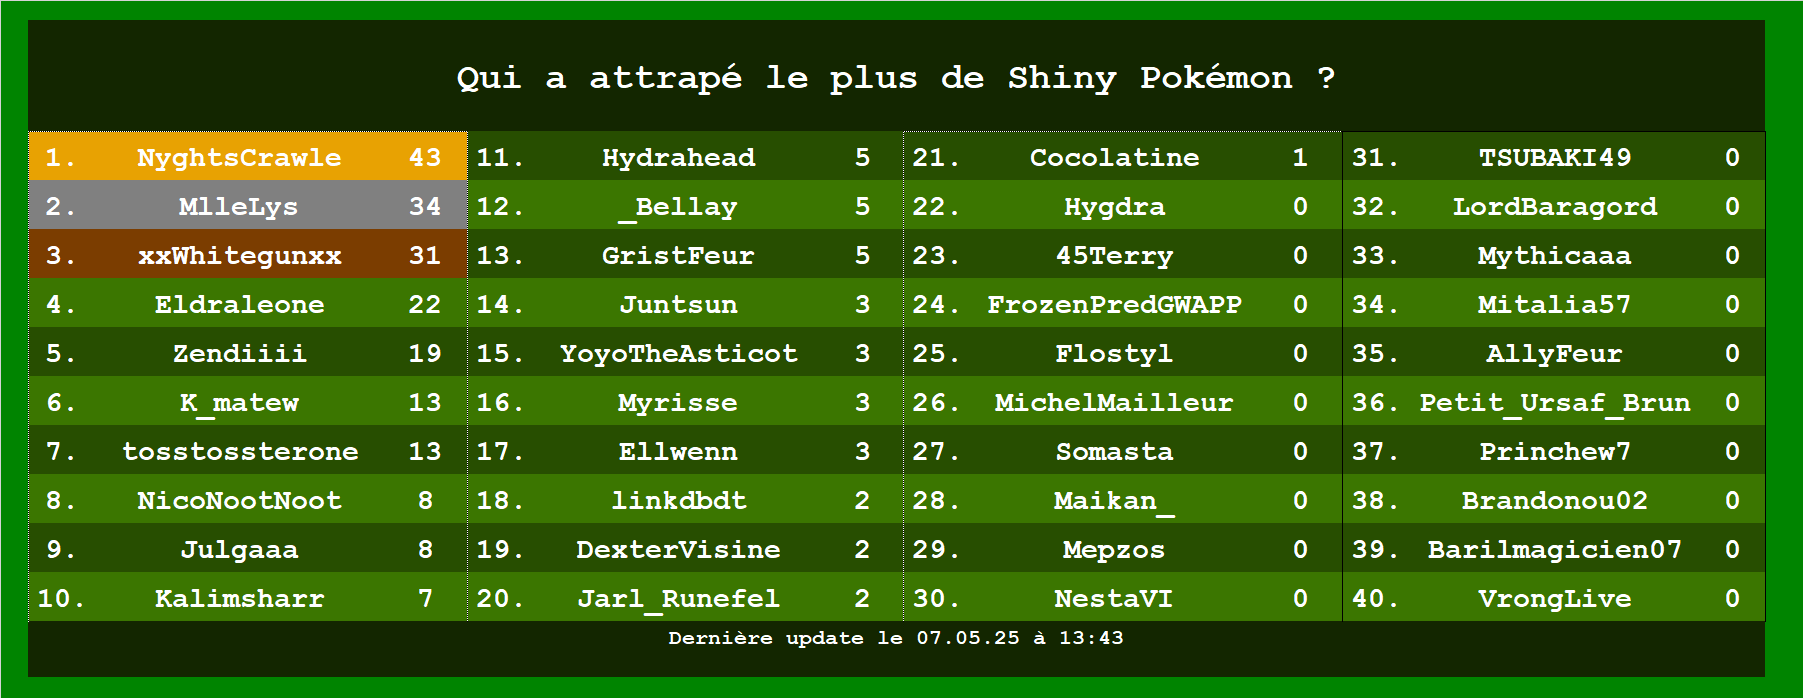 Qui a attrapé le plus de Shiny Pokémon ?
1. NyghtsCrawle 43
2. MlleLys 34
3. xxWhitegunxx 31
4. Eldraleone 22
5. Zendiiii 19
6. K_matew 13
7. tosstossterone 13
8. NicoNootNoot 8
9. Julgaaa 8
10. Kalimsharr 7
11. Hydrahead 5
12. _Bellay 5
13. GristFeur 5
14. Juntsun 3
15. YoyoTheAsticot 3
16. Myrisse 3
17. Ellwenn 3
18. linkdbdt 2
19. DexterVisine 2
20. Jarl_Runefel 2
21. Cocolatine 1
22. Hygdra 0
23. 45Terry 0
24. FrozenPredGWAPP 0
25. Flostyl 0
26. MichelMailleur 0
27. Somasta 0
28. Maikan_ 0
29. Mepzos 0
30. NestaVI 0
31. TSUBAKI49 0
32. LordBaragord 0
33. Mythicaaa 0
34. Mitalia57 0
35. AllyFeur 0
36. Petit_Ursaf_Brun 0
37. Princhew7 0
38. Brandonou02 0
39. Barilmagicien07 0
40. VrongLive 0
Dernière update le 07.05.25 à 13:43